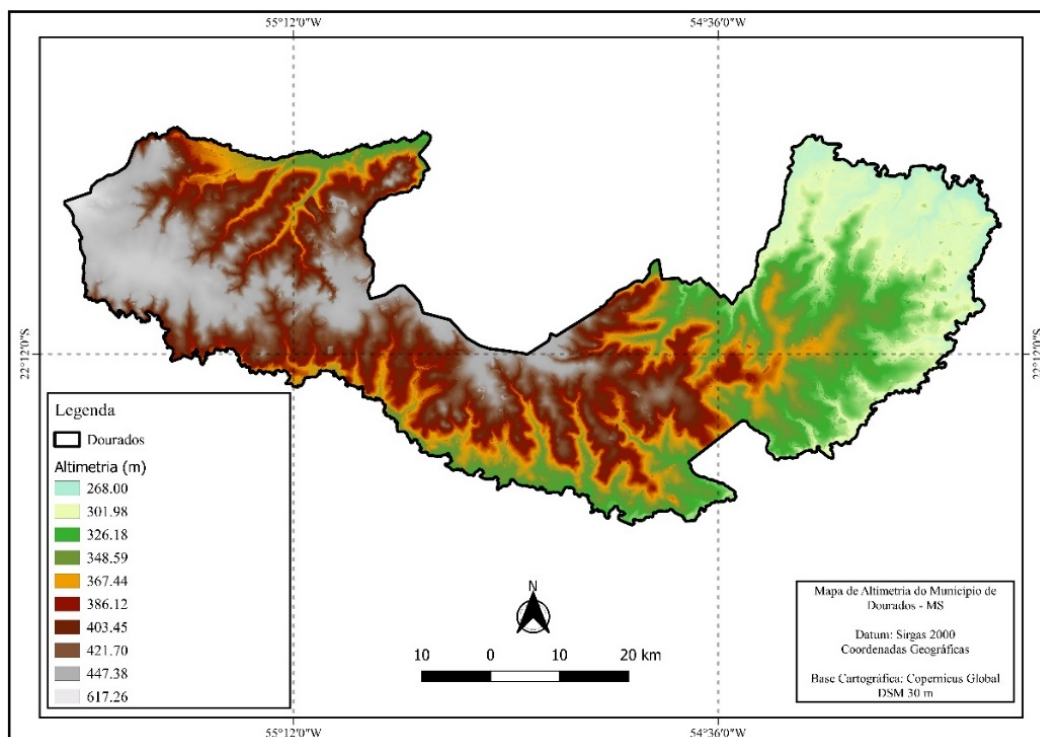 55°12'0"W
54°36'0"W
22°12'0"S
22°12'0"S
Legenda
Dourados
Altimetria (m)
268.00
301.98
326.18
348.59
367.44
386.12
403.45
421.70
447.38
617.26
N
10 0 10 20 km
Mapa de Altimetria do Município de
Dourados - MS
Datum: Sirgas 2000
Coordenadas Geográficas
Base Cartográfica: Copernicus Global
DSM 30 m
55°12'0"W
54°36'0"W